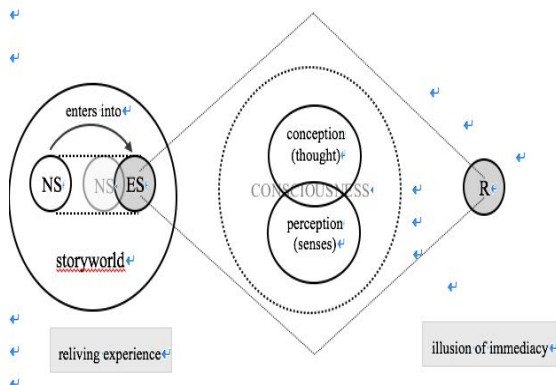 enters into
NS
NS
ES
storyworld
reliving experience
conception
(thought)
CONSCIOUSNESS
perception
(senses)
R
illusion of immediacy